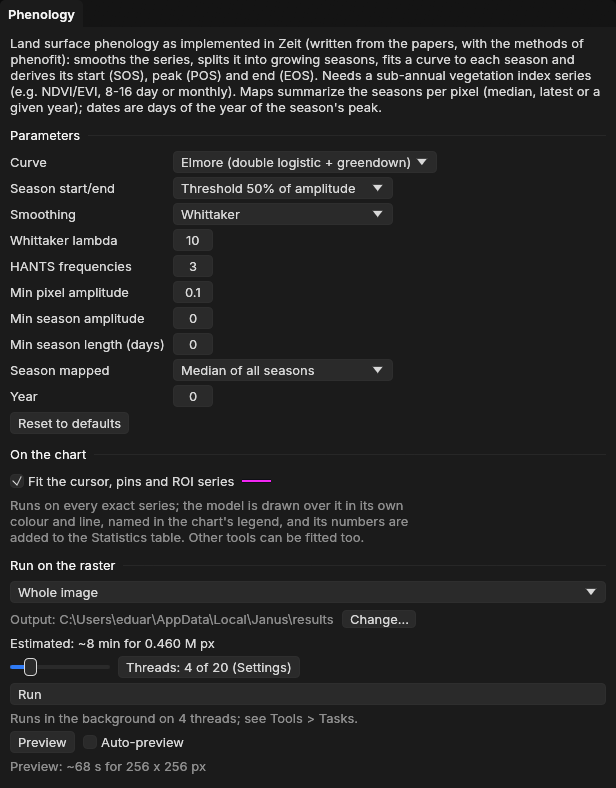 Phenology
Land surface phenology as implemented in Zeit (written from the papers, with the methods of
phenofit): smooths the series, splits it into growing seasons, fits a curve to each season and
derives its start (SOS), peak (POS) and end (EOS). Needs a sub-annual vegetation index series
(e.g. NDVI/EVI, 8-16 day or monthly). Maps summarize the seasons per pixel (median, latest or a
given year); dates are days of the year of the season's peak.
Parameters
Curve Elmore (double logistic + greendown)
Season start/end Threshold 50% of amplitude
Smoothing Whittaker
Whittaker lambda 10
HANTS frequencies 3
Min pixel amplitude 0.1
Min season amplitude 0
Min season length (days) 0
Season mapped Median of all seasons
Year 0
Reset to defaults
On the chart
Fit the cursor, pins and ROI series
Runs on every exact series; the model is drawn over it in its own
colour and line, named in the chart's legend, and its numbers are
added to the Statistics table. Other tools can be fitted too.
Run on the raster
Whole image
Output: C:\Users\eduar\AppData\Local\Janus\results Change...
Estimated: ~8 min for 0.460 M px
Threads: 4 of 20 (Settings)
Run
Runs in the background on 4 threads; see Tools > Tasks.
Preview Auto-preview
Preview: ~68 s for 256 x 256 px